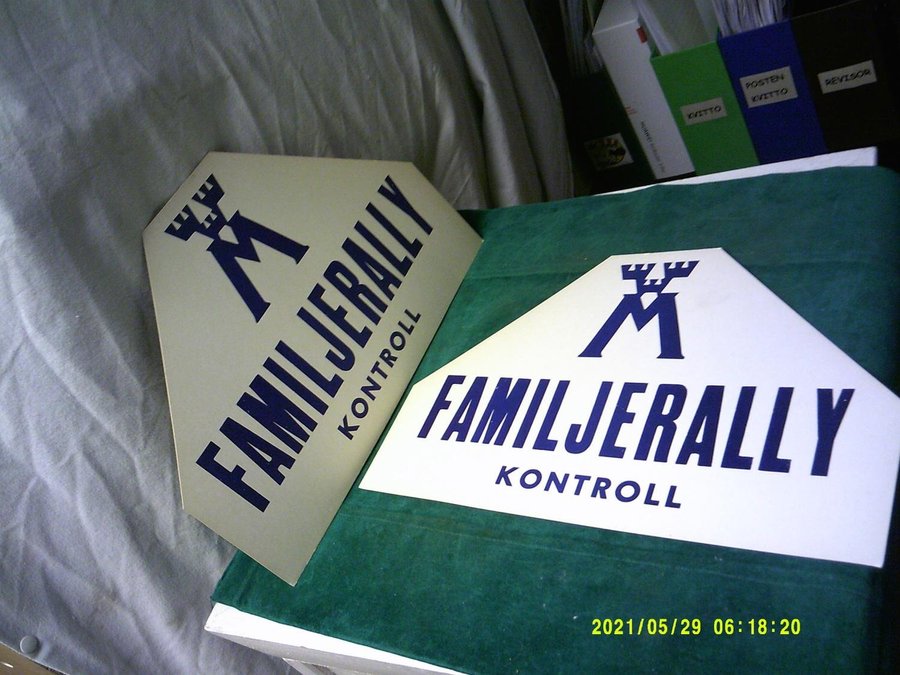 KVITTO
POSTEN
KVITTO
REVISOR
M
FAMILJERALLY
KONTROLL
M
FAMILJERALLY
KONTROLL
2021/05/29 06:18:20